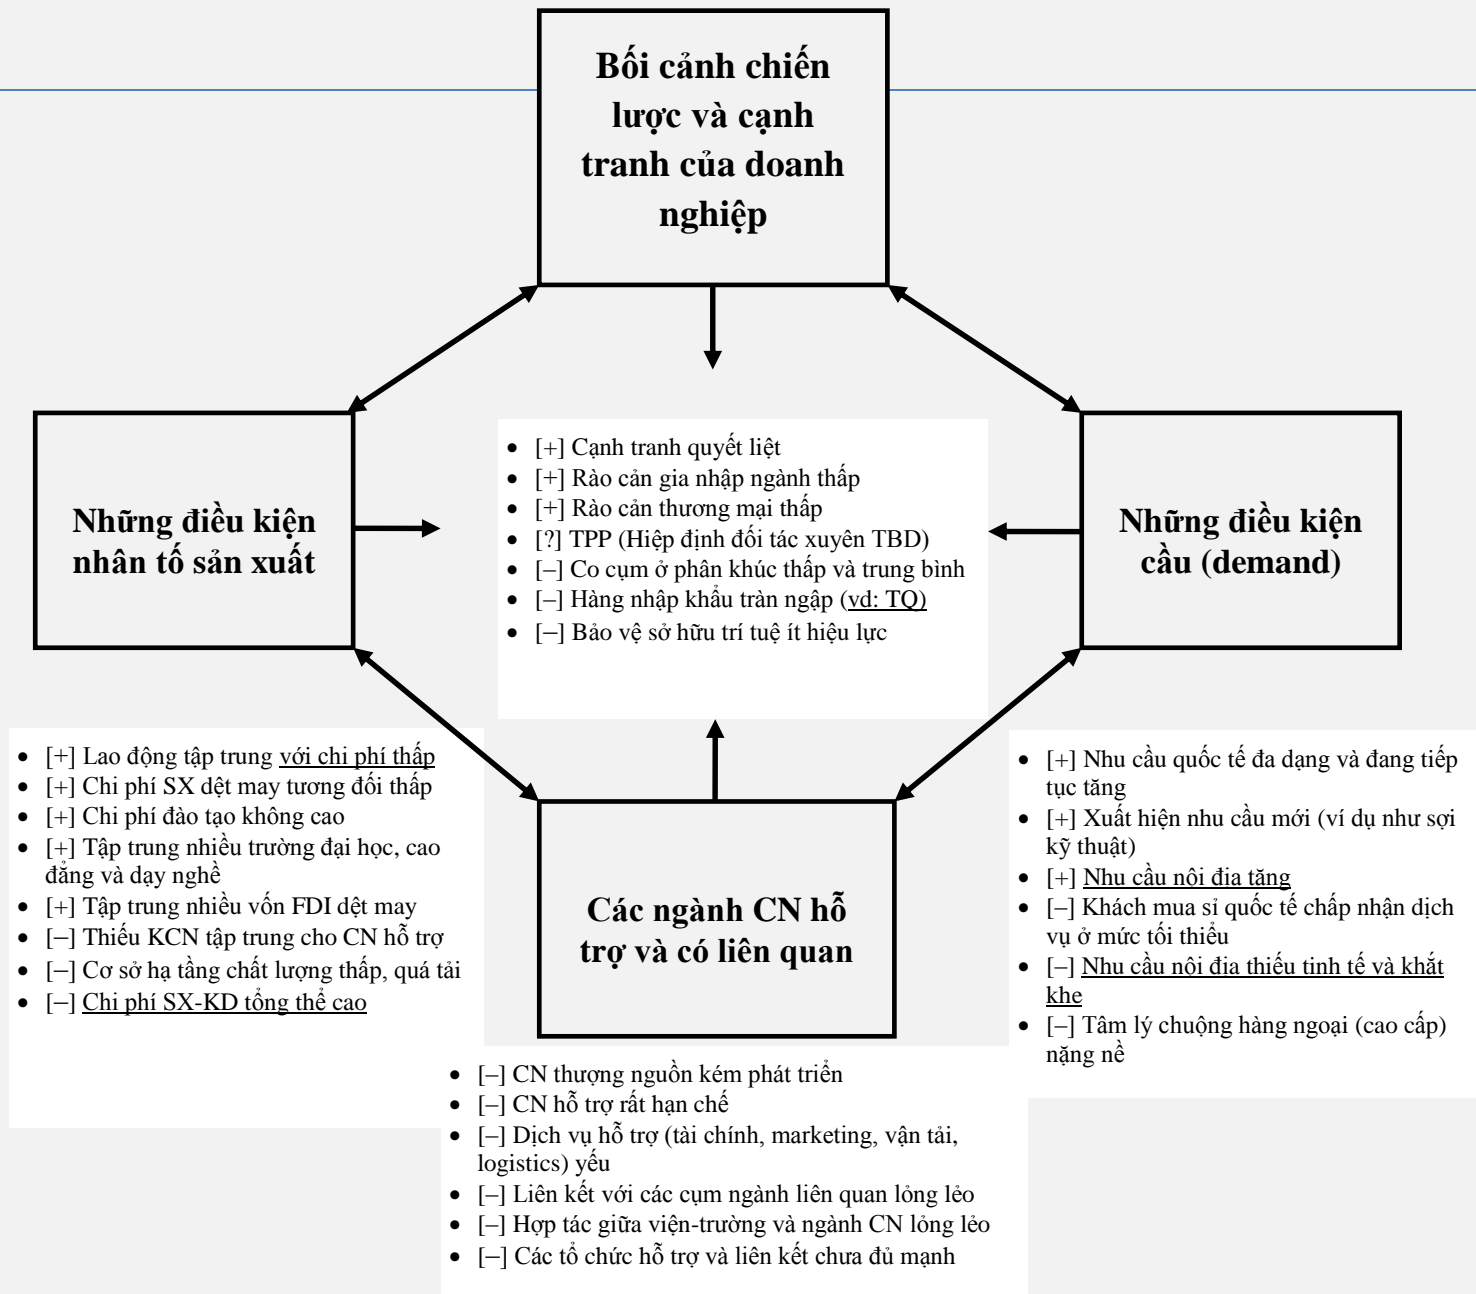 Bối cảnh chiến
lược và cạnh
tranh của doanh
nghiệp
Những điều kiện
nhân tố sản xuất
• [+] Cạnh tranh quyết liệt
• [+] Rào cản gia nhập ngành thấp
• [+] Rào cản thương mại thấp
• [?] TPP (Hiệp định đối tác xuyên TBD)
• [–] Co cụm ở phân khúc thấp và trung bình
• [–] Hàng nhập khẩu tràn ngập (vd: TQ)
• [–] Bảo vệ sở hữu trí tuệ ít hiệu lực
Những điều kiện
cầu (demand)
• [+] Lao động tập trung với chi phí thấp
• [+] Chi phí SX dệt may tương đối thấp
• [+] Chi phí đào tạo không cao
• [+] Tập trung nhiều trường đại học, cao
đẳng và dạy nghề
• [+] Tập trung nhiều vốn FDI dệt may
• [–] Thiếu KCN tập trung cho CN hỗ trợ
• [–] Cơ sở hạ tầng chất lượng thấp, quá tải
• [–] Chi phí SX-KD tổng thể cao
Các ngành CN hỗ
trợ và có liên quan
• [+] Nhu cầu quốc tế đa dạng và đang tiếp
tục tăng
• [+] Xuất hiện nhu cầu mới (ví dụ như sợi
kỹ thuật)
• [+] Nhu cầu nội địa tăng
• [–] Khách mua sỉ quốc tế chấp nhận dịch
vụ ở mức tối thiểu
• [–] Nhu cầu nội địa thiếu tinh tế và khắt
khe
• [–] Tâm lý chuộng hàng ngoại (cao cấp)
nặng nề
• [–] CN thượng nguồn kém phát triển
• [–] CN hỗ trợ rất hạn chế
• [–] Dịch vụ hỗ trợ (tài chính, marketing, vận tải,
logistics) yếu
• [–] Liên kết với các cụm ngành liên quan lỏng lẻo
• [–] Hợp tác giữa viện-trường và ngành CN lỏng lẻo
• [–] Các tổ chức hỗ trợ và liên kết chưa đủ mạnh